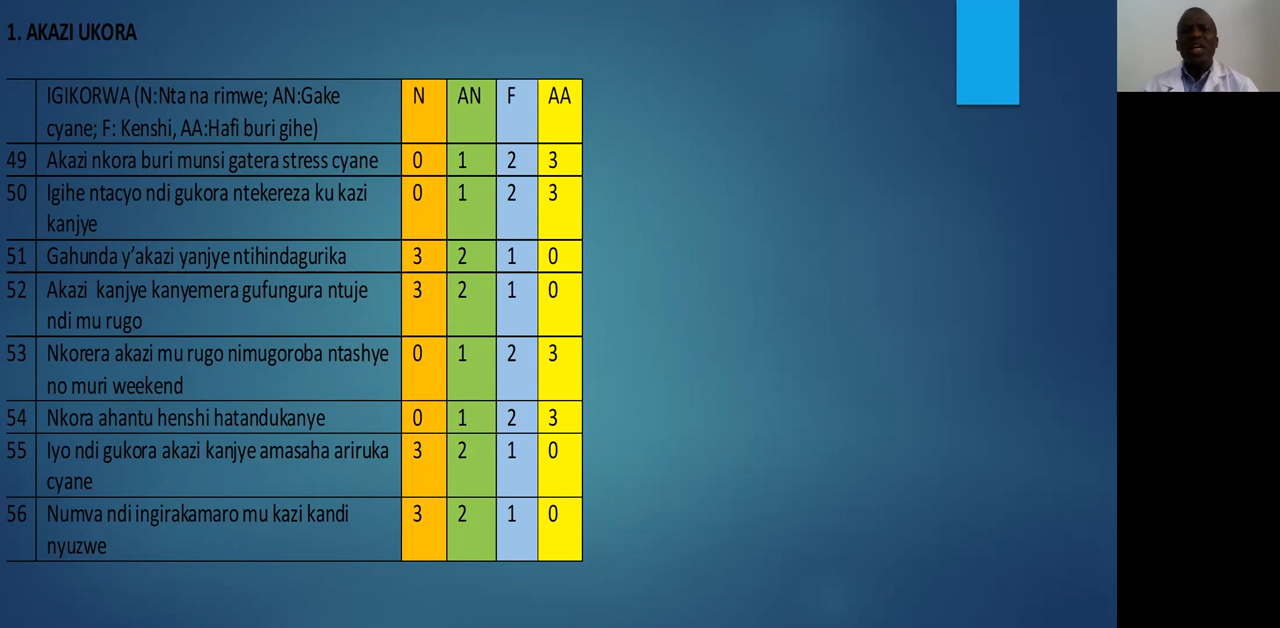 1. AKAZI UKORA
IGIKORWA (N:Nta na rimwe; AN:Gake N AN F AA
cyane; F: Kenshi, AA:Hafi buri gihe)
49 Akazi nkora buri munsi gatera stress cyane 0 1 2 3
50 Igihe ntacyo ndi gukora ntekereza ku kazi 0 1 2 3
kanjye
51 Gahunda y’akazi yanjye ntihindagurika 3 2 1 0
52 Akazi kanjye kanyemera gufungura ntuje 3 2 1 0
ndi mu rugo
53 Nkorera akazi mu rugo nimugoroba ntashye 0 1 2 3
no muri weekend
54 Nkora ahantu henshi hatandukanye 0 1 2 3
55 Iyo ndi gukora akazi kanjye amasaha ariruka 3 2 1 0
cyane
56 Numva ndi ingirakamaro mu kazi kandi 3 2 1 0
nyuzwe